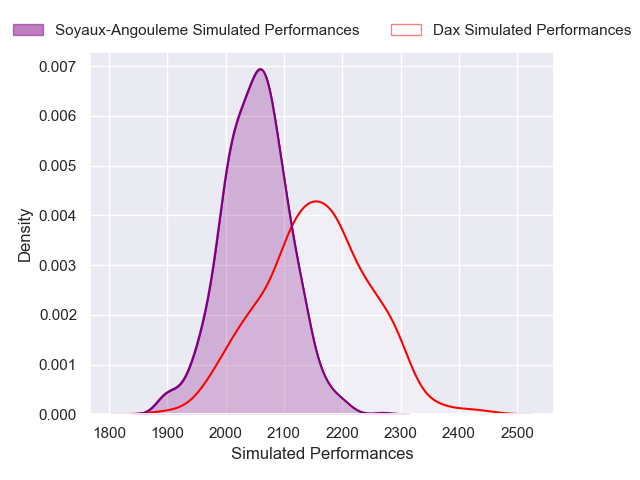 Soyaux-Angouleme Simulated Performances Dax Simulated Performances
0.007
0.006
0.005
0.004
0.003
0.002
0.001
0.000
Density
1800 1900 2000 2100 2200 2300 2400 2500
Simulated Performances